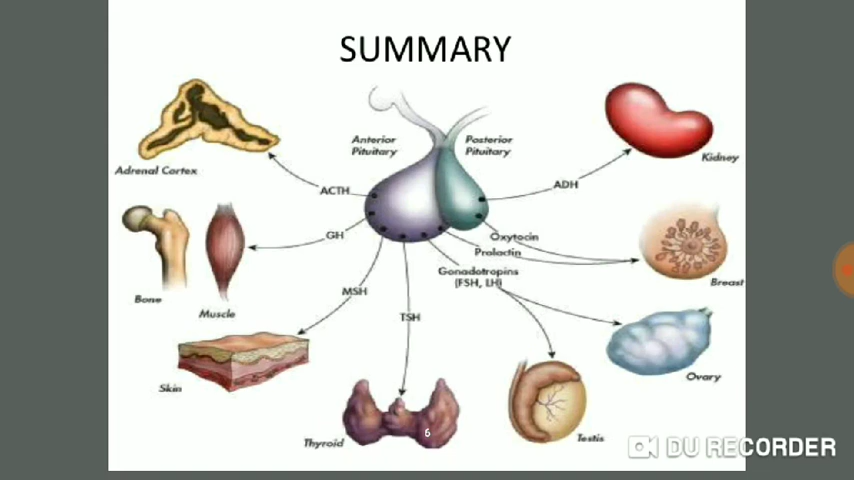 SUMMARY
Anterior
Pituitary
Posterior
Pituitary
Adrenal Cortex
Kidney
ACTH
ADH
GH
Oxytocin
Prolactin
Gonadotropins
(FSH, LH)
Breast
Bone
Muscle
MSH
TSH
Skin
Ovary
Thyroid
6
Testis
DU RECORDER